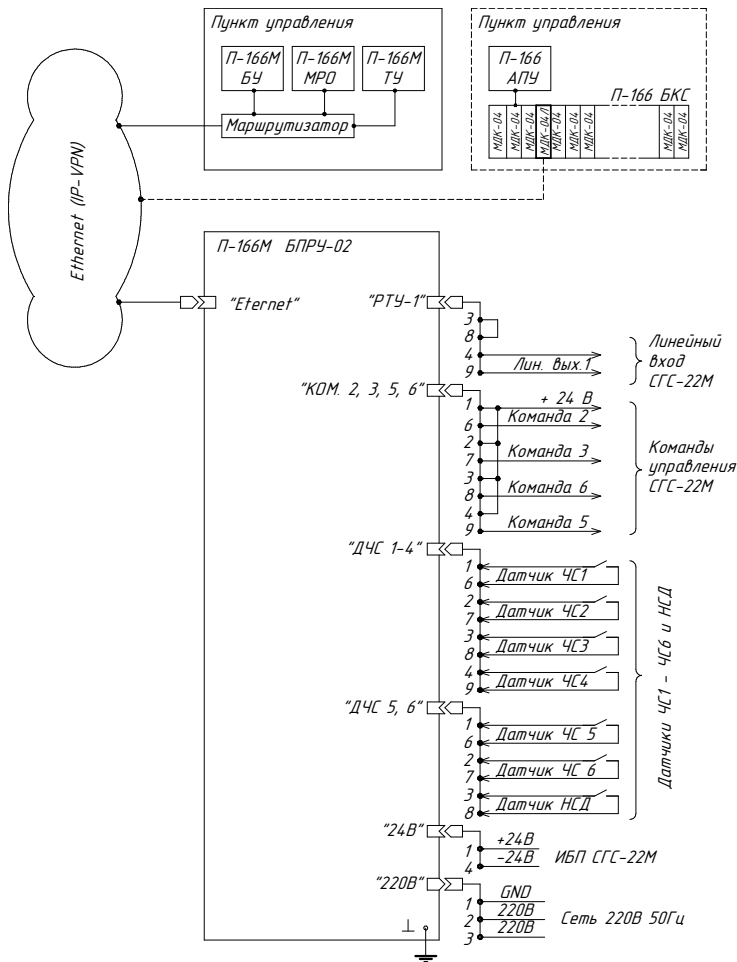 Пункт управления
П-166М
БУ
П-166М
МРО
П-166М
ТУ
Маршрутизатор
Пункт управления
П-166
АПУ
П-166 БКС
МДК-04
МДК-04
МДК-04
МДК-04Л
МДК-04
МДК-04
МДК-04
МДК-04
МДК-04
Ethernet (IP-VPN)
П-166М БПРУ-02
"Eternet"
"РТУ-1"
3
8
4
9
Лин. вых.1
Линейный
вход
СГС-22М
"КОМ. 2, 3, 5, 6"
1
+ 24 В
6
Команда 2
2
7
Команда 3
3
8
Команда 6
4
9
Команда 5
Команды
управления
СГС-22М
"ДЧС 1-4"
1
6
Датчик ЧС1
2
7
Датчик ЧС2
3
8
Датчик ЧС3
4
9
Датчик ЧС4
"ДЧС 5, 6"
1
6
Датчик ЧС 5
2
7
Датчик ЧС 6
3
8
Датчик НСД
Датчики ЧС1 - ЧС6 и НСД
"24В"
1
+24В
4
-24В
ИБП СГС-22М
"220В"
1
GND
2
220В
3
220В
Сеть 220В 50Гц